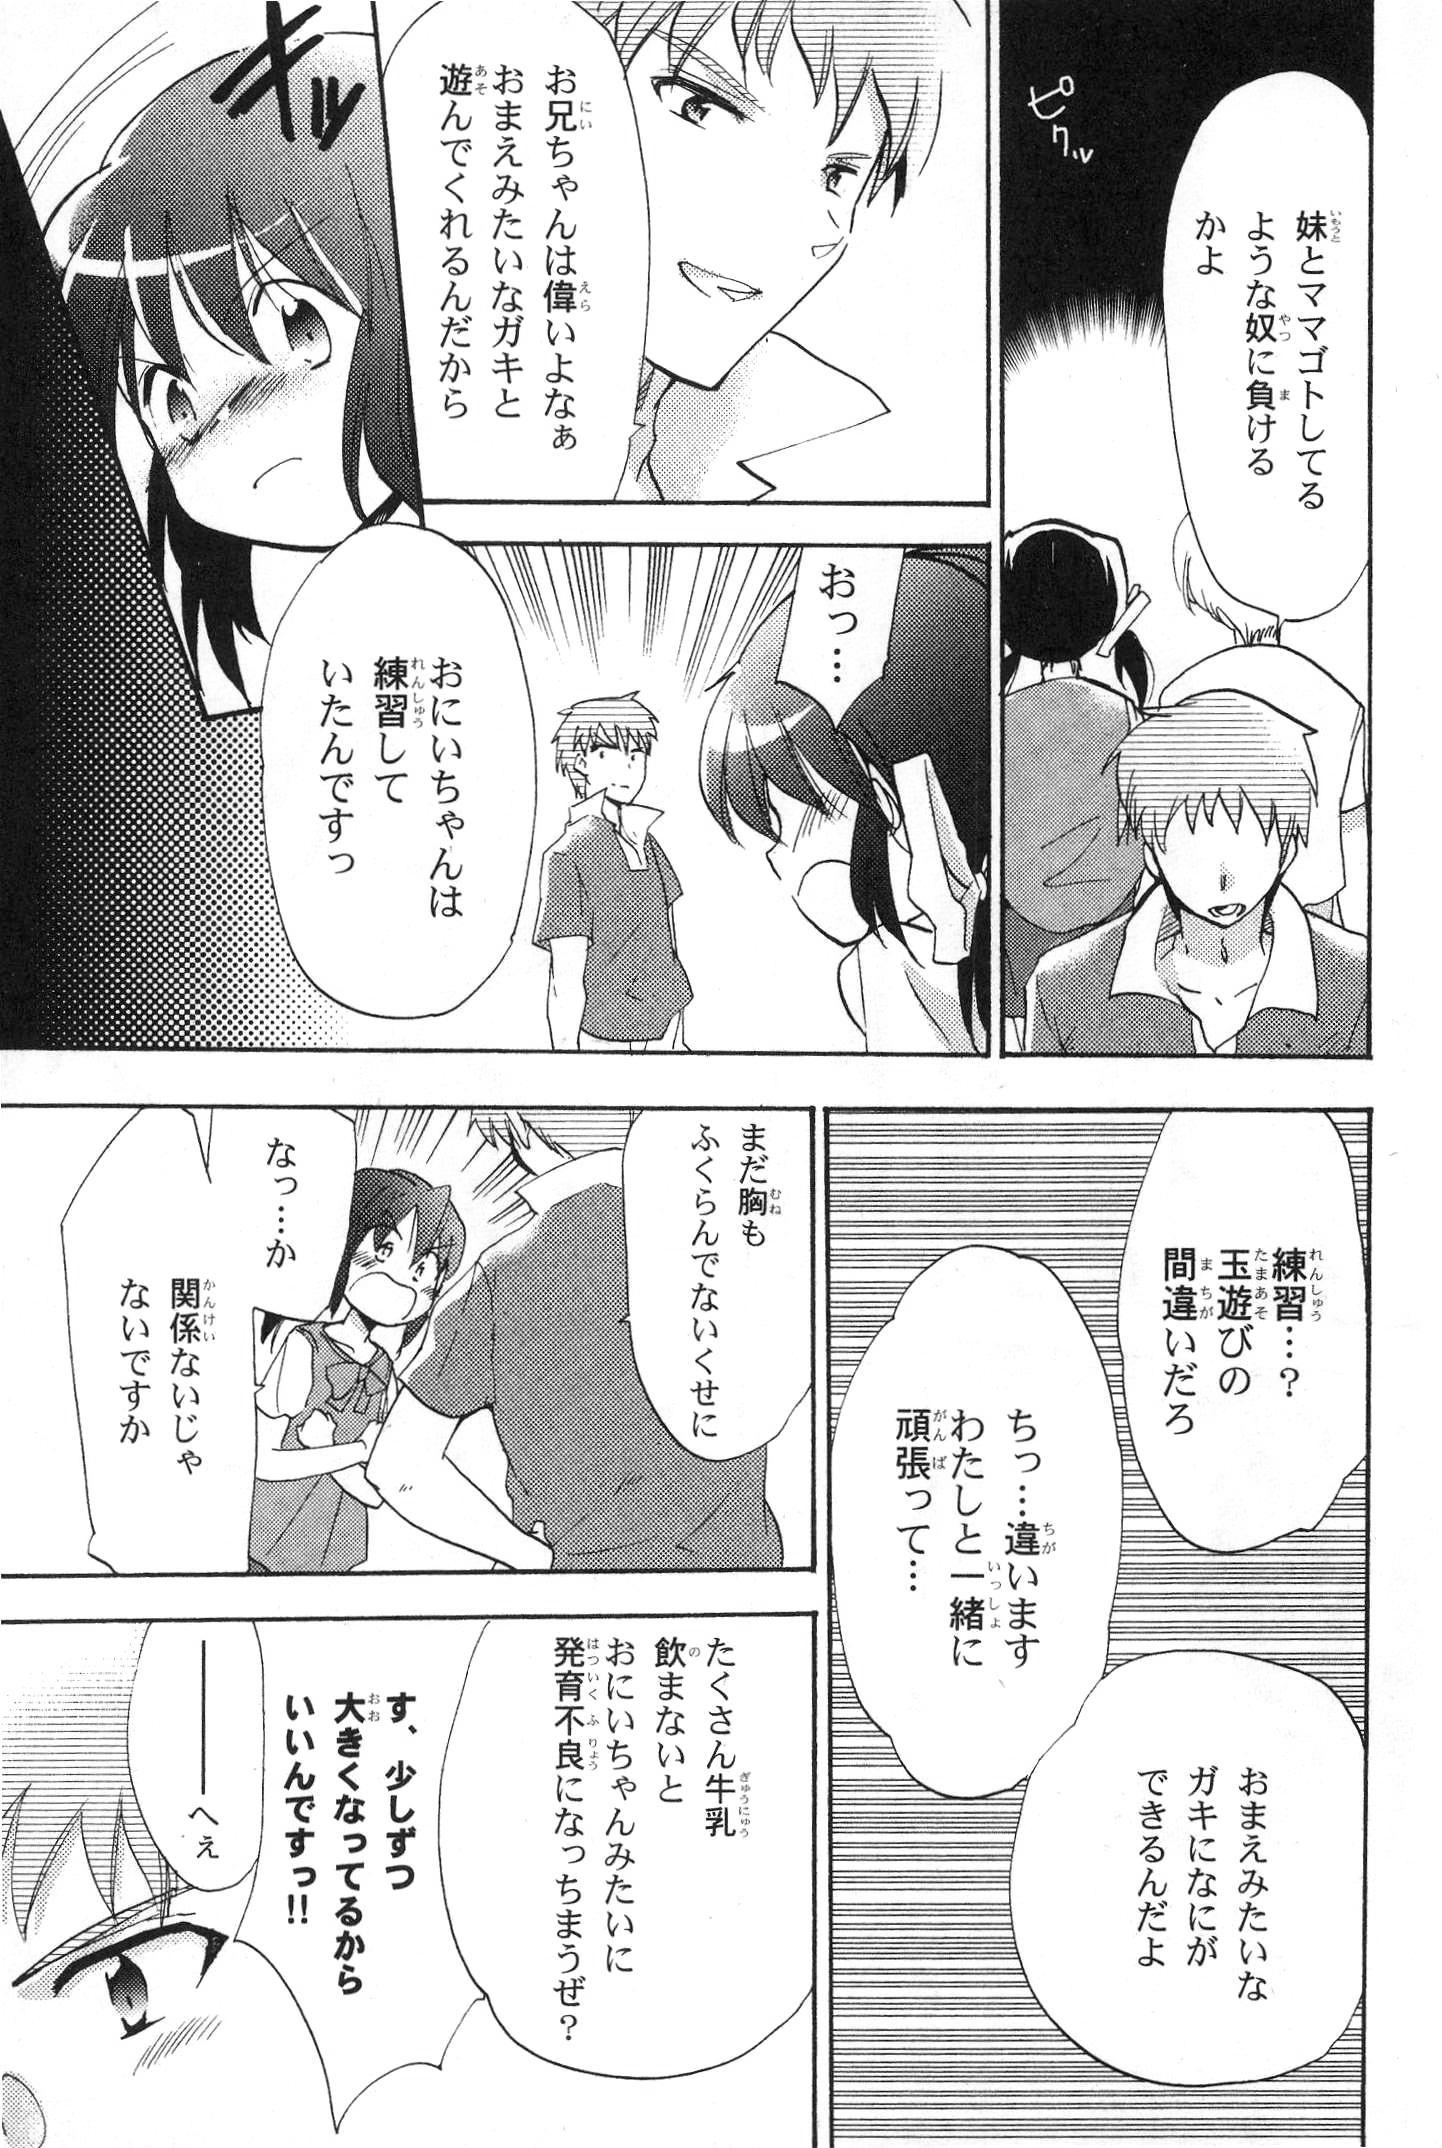 ピクッ
妹とママゴトしてる
ような奴に負ける
かよ
お兄ちゃんは偉いよなぁ
おまえみたいなガキと
遊んでくれるんだから
キッ
おっ…
おにいちゃんは
練習して
いたんですっ
練習…?
玉遊びの
間違いだろ
ちっ…違います
わたしと一緒に
頑張って…
おまえみたいな
ガキになにが
できるんだよ
まだ胸も
ふくらんでないくせに
なっ…か
関係ないじゃ
ないですか
たくさん牛乳
飲まないと
おにいちゃんみたいに
発育不良になっちまうぜ?
す、少しずつ
大きくなってるから
いいんですっ!!
――へぇ